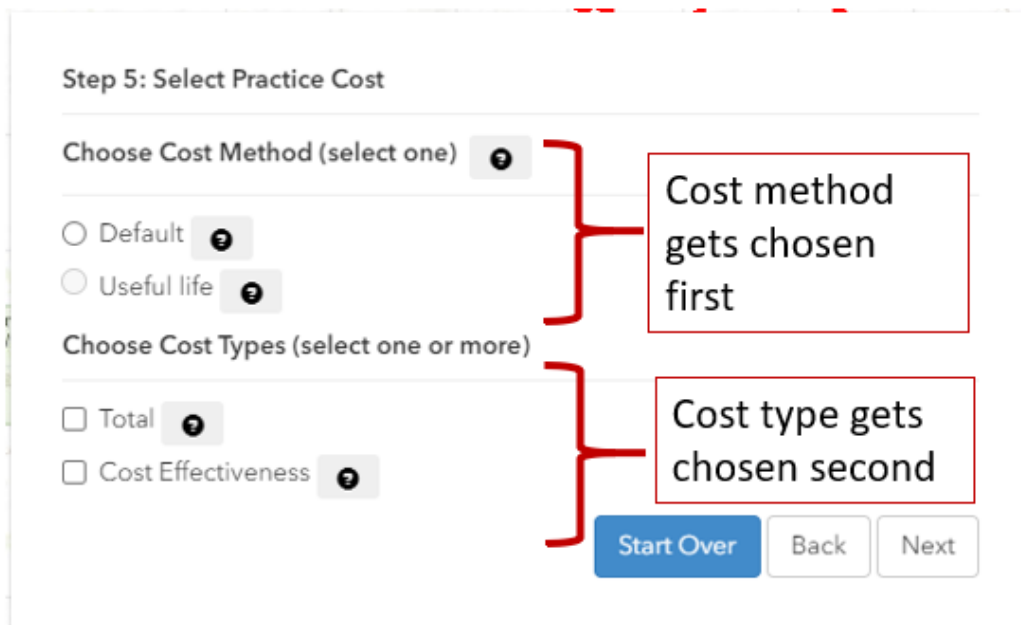 Step 5: Select Practice Cost
Choose Cost Method (select one)
Default
Useful life
Cost method
gets chosen
first
Choose Cost Types (select one or more)
Total
Cost Effectiveness
Cost type gets
chosen second
Start Over
Back
Next